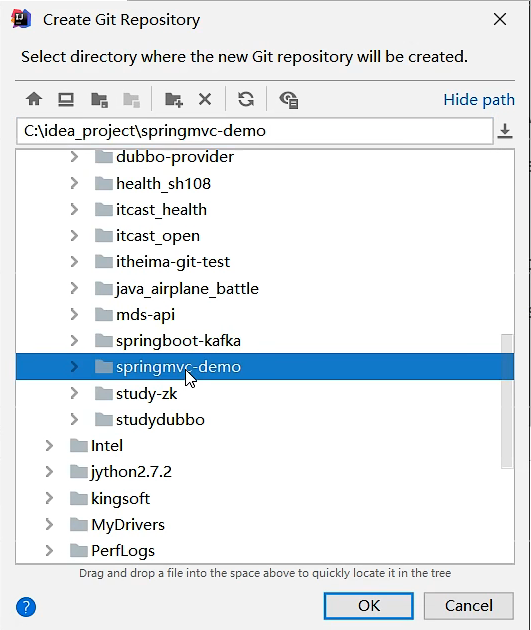 Create Git Repository
Select directory where the new Git repository will be created.
Hide path
C:\idea_project\springmvc-demo
dubbo-provider
health_sh108
itcast_health
itcast_open
itheima-git-test
java_airplane_battle
mds-api
springboot-kafka
springmvc-demo
study-zk
studydubbo
Intel
jython2.7.2
kingsoft
MyDrivers
PerfLogs
Drag and drop a file into the space above to quickly locate it in the tree
? OK Cancel